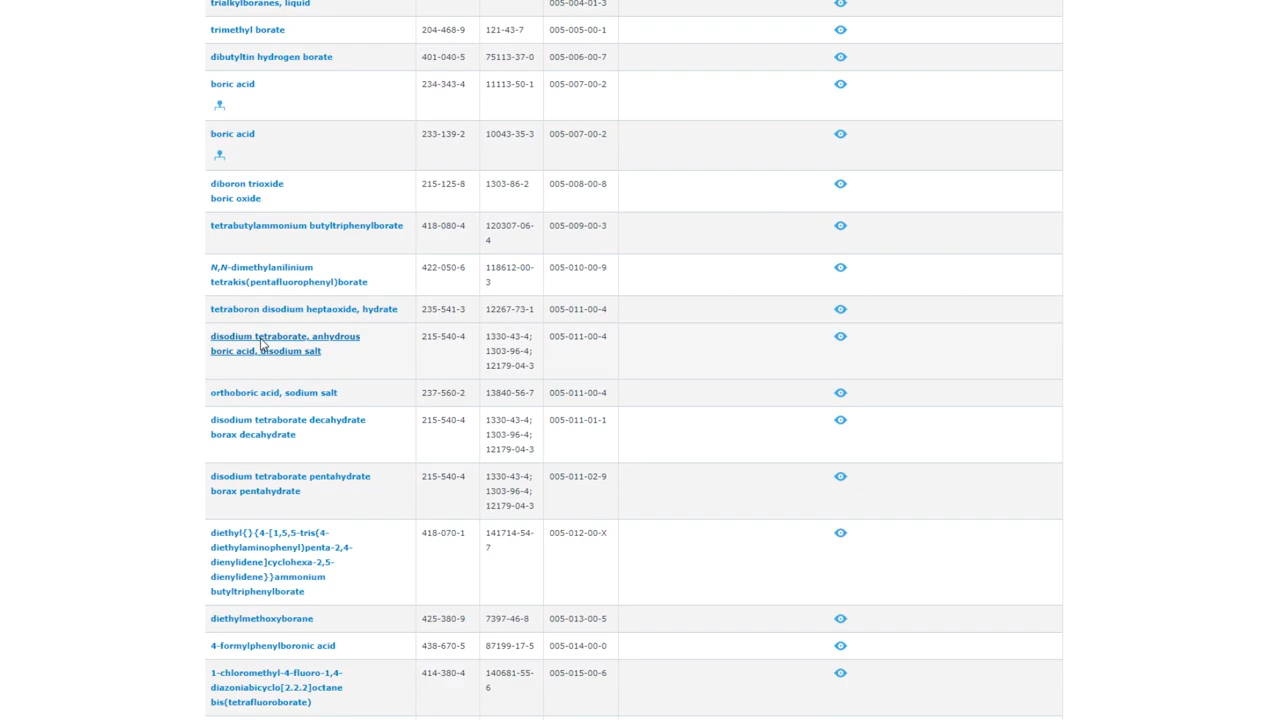 trialkylboranes, liquid 005-004-01-3
trimethyl borate 204-468-9 121-43-7 005-005-00-1
dibutyltin hydrogen borate 401-040-5 75113-37-0 005-006-00-7
boric acid 234-343-4 11113-50-1 005-007-00-2
boric acid 233-139-2 10043-35-3 005-007-00-2
diboron trioxide 215-125-8 1303-86-2 005-008-00-8
boric oxide
tetrabutylammonium butyltriphenylborate 418-080-4 120307-06- 005-009-00-3
4
N,N-dimethylanilinium 422-050-6 118612-00- 005-010-00-9
tetrakis(pentafluorophenyl)borate 3
tetraboron disodium heptaoxide, hydrate 235-541-3 12267-73-1 005-011-00-4
disodium tetraborate, anhydrous 215-540-4 1330-43-4; 005-011-00-4
boric acid, disodium salt 1303-96-4;
12179-04-3
orthoboric acid, sodium salt 237-560-2 13840-56-7 005-011-00-4
disodium tetraborate decahydrate 215-540-4 1330-43-4; 005-011-01-1
borax decahydrate 1303-96-4;
12179-04-3
disodium tetraborate pentahydrate 215-540-4 1330-43-4; 005-011-02-9
borax pentahydrate 1303-96-4;
12179-04-3
diethyl{}{4-[1,5,5-tris(4- 418-070-1 141714-54- 005-012-00-X
diethylaminophenyl)penta-2,4- 7
dienylidene]cyclohexa-2,5-
dienylidene}}ammonium
butyltriphenylborate
diethylmethoxyborane 425-380-9 7397-46-8 005-013-00-5
4-formylphenylboronic acid 438-670-5 87199-17-5 005-014-00-0
1-chloromethyl-4-fluoro-1,4- 414-380-4 140681-55- 005-015-00-6
diazoniabicyclo[2.2.2]octane 6
bis(tetrafluoroborate)